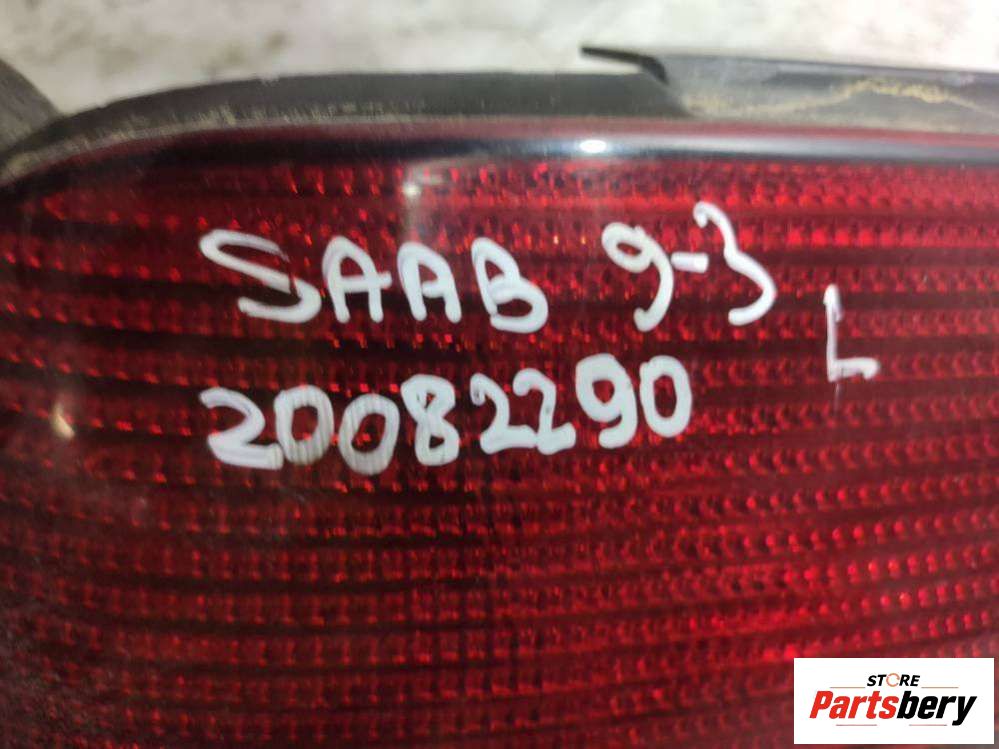 SAAB 9-3
L
20082290
STORE
Partsbery